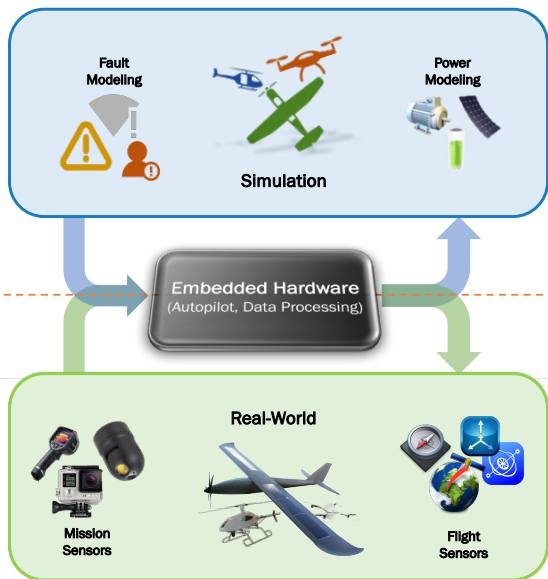 Fault
Modeling
Power
Modeling
Simulation
Embedded Hardware
(Autopilot, Data Processing)
Real-World
Mission
Sensors
Flight
Sensors